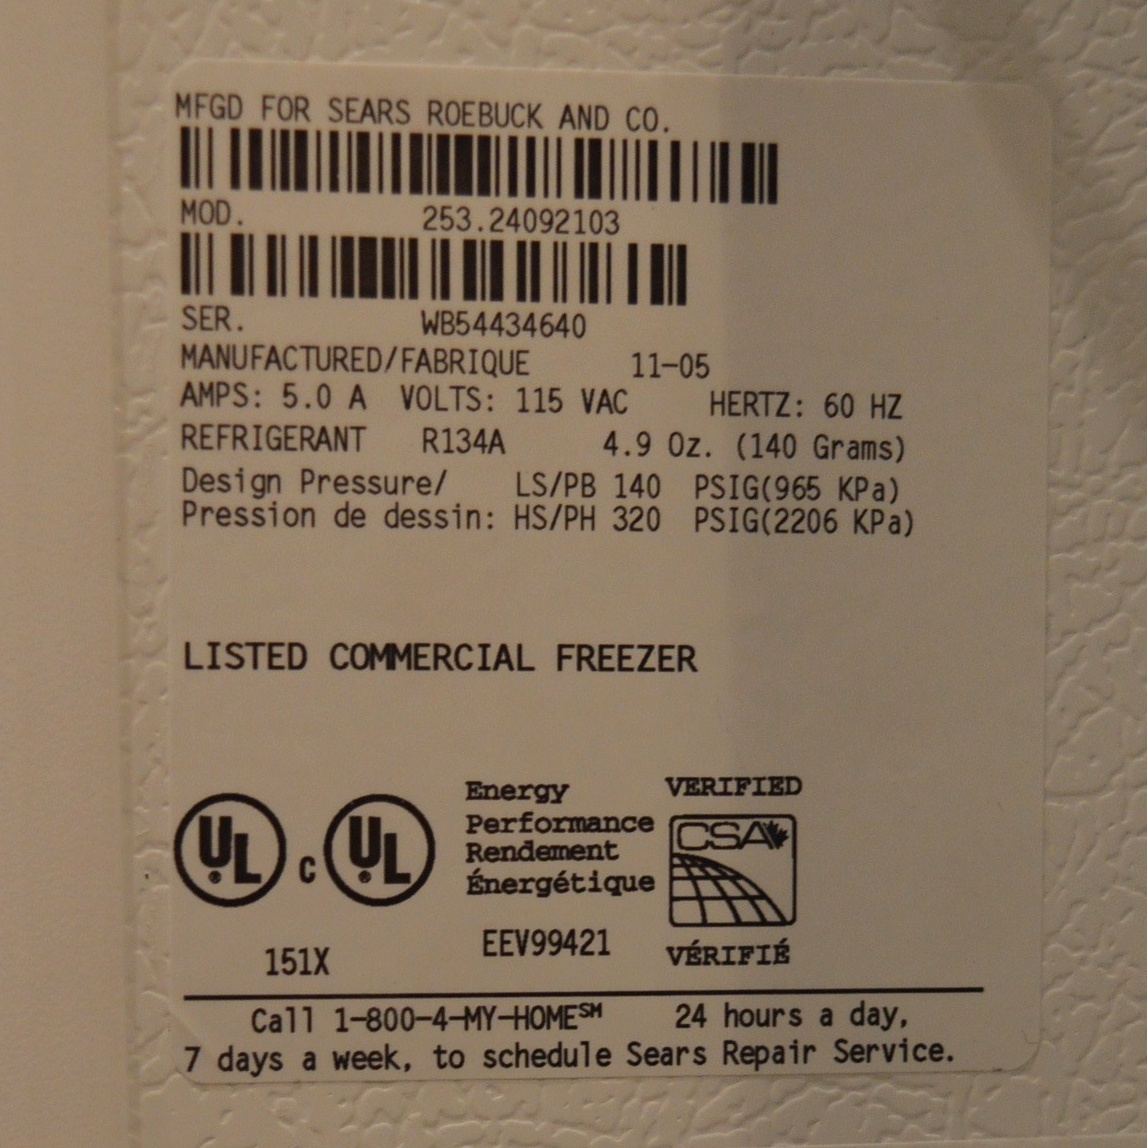 MFGD FOR SEARS ROEBUCK AND CO.
MOD. 253.24092103
SER. WB54434640
MANUFACTURED/FABRIQUE 11-05
AMPS: 5.0 A VOLTS: 115 VAC HERTZ: 60 HZ
REFRIGERANT R134A 4.9 Oz. (140 Grams)
Design Pressure/ LS/PB 140 PSIG(965 KPa)
Pression de dessin: HS/PH 320 PSIG(2206 KPa)
LISTED COMMERCIAL FREEZER
UL® c UL®
151X
Energy
Performance
Rendement
Énergétique
EEV99421
VERIFIED
CSA
VÉRIFIÉ
Call 1-800-4-MY-HOME℠ 24 hours a day,
7 days a week, to schedule Sears Repair Service.